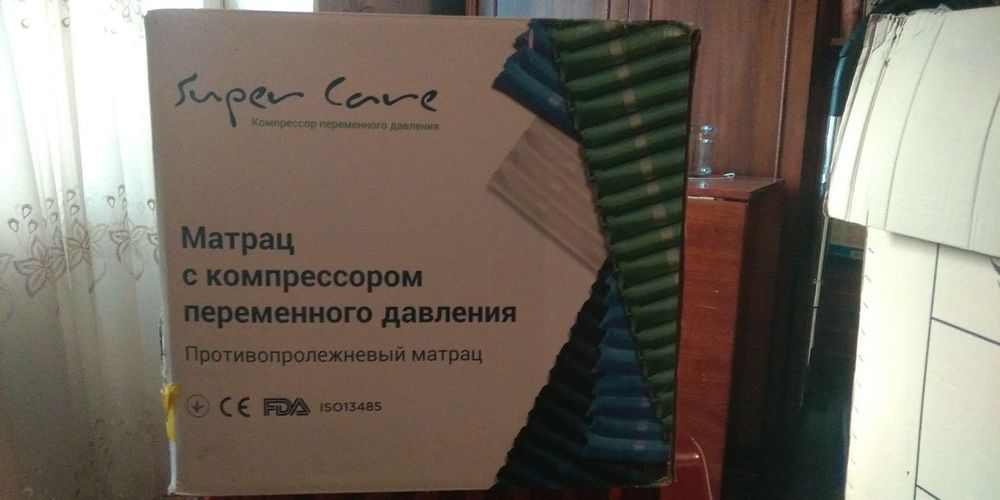 Super Care
Компрессор переменного давления
Матрац
с компрессором
переменного давления
Противопролежневый матрац
CE FDA ISO13485